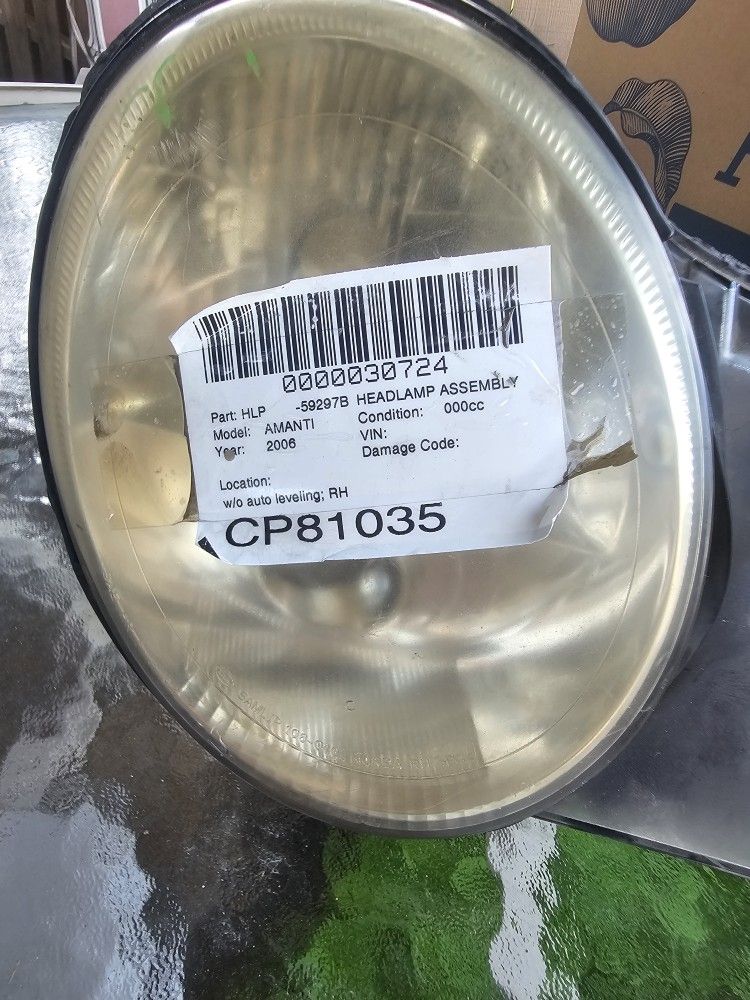 0000030724
Part: HLP -59297B HEADLAMP ASSEMBLY
Model: AMANTI Condition: 000cc
Year: 2006 VIN:
Damage Code:
Location:
w/o auto leveling; RH
CP81035
C